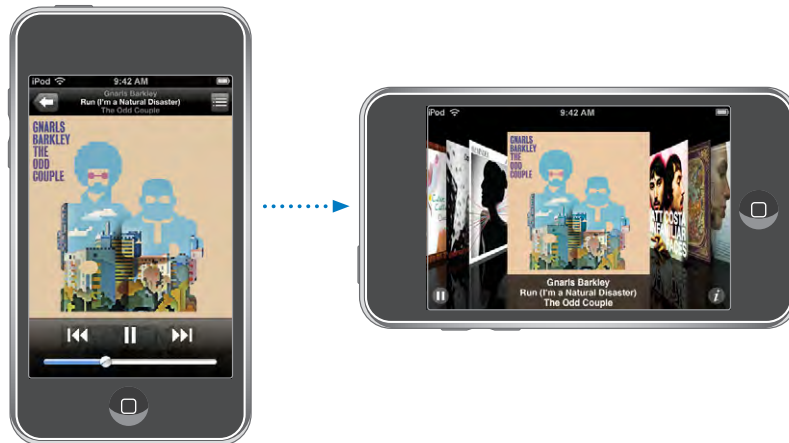 iPod 9:42 AM
Gnarls Barkley
Run (I'm a Natural Disaster)
The Odd Couple
GNARLS
BARKLEY
THE
ODD
COUPLE
iPod 9:42 AM
GNARLS
BARKLEY
THE
ODD
COUPLE
Gnarls Barkley
Run (I'm a Natural Disaster)
The Odd Couple
i